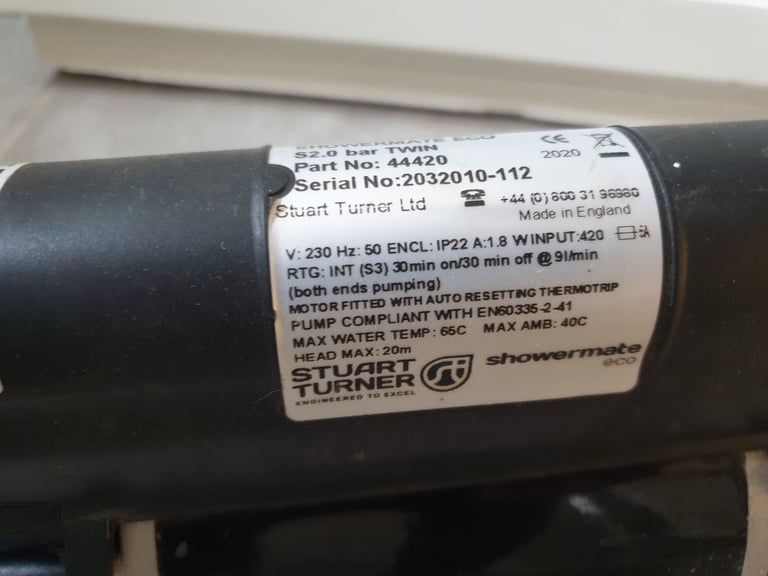 SHOWERMATE ECO
S2.0 bar TWIN
CE 2020
Part No: 44420
Serial No:2032010-112
Stuart Turner Ltd
+44 (0) 800 31 96980
Made in England
V: 230 Hz: 50 ENCL: IP22 A:1.8 W INPUT:420
RTG: INT (S3) 30min on/30 min off @ 9l/min
(both ends pumping)
MOTOR FITTED WITH AUTO RESETTING THERMOTRIP
PUMP COMPLIANT WITH EN60335-2-41
MAX WATER TEMP: 65C MAX AMB: 40C
HEAD MAX: 20m
STUART
TURNER
ENGINEERED TO EXCEL
showermate
eco